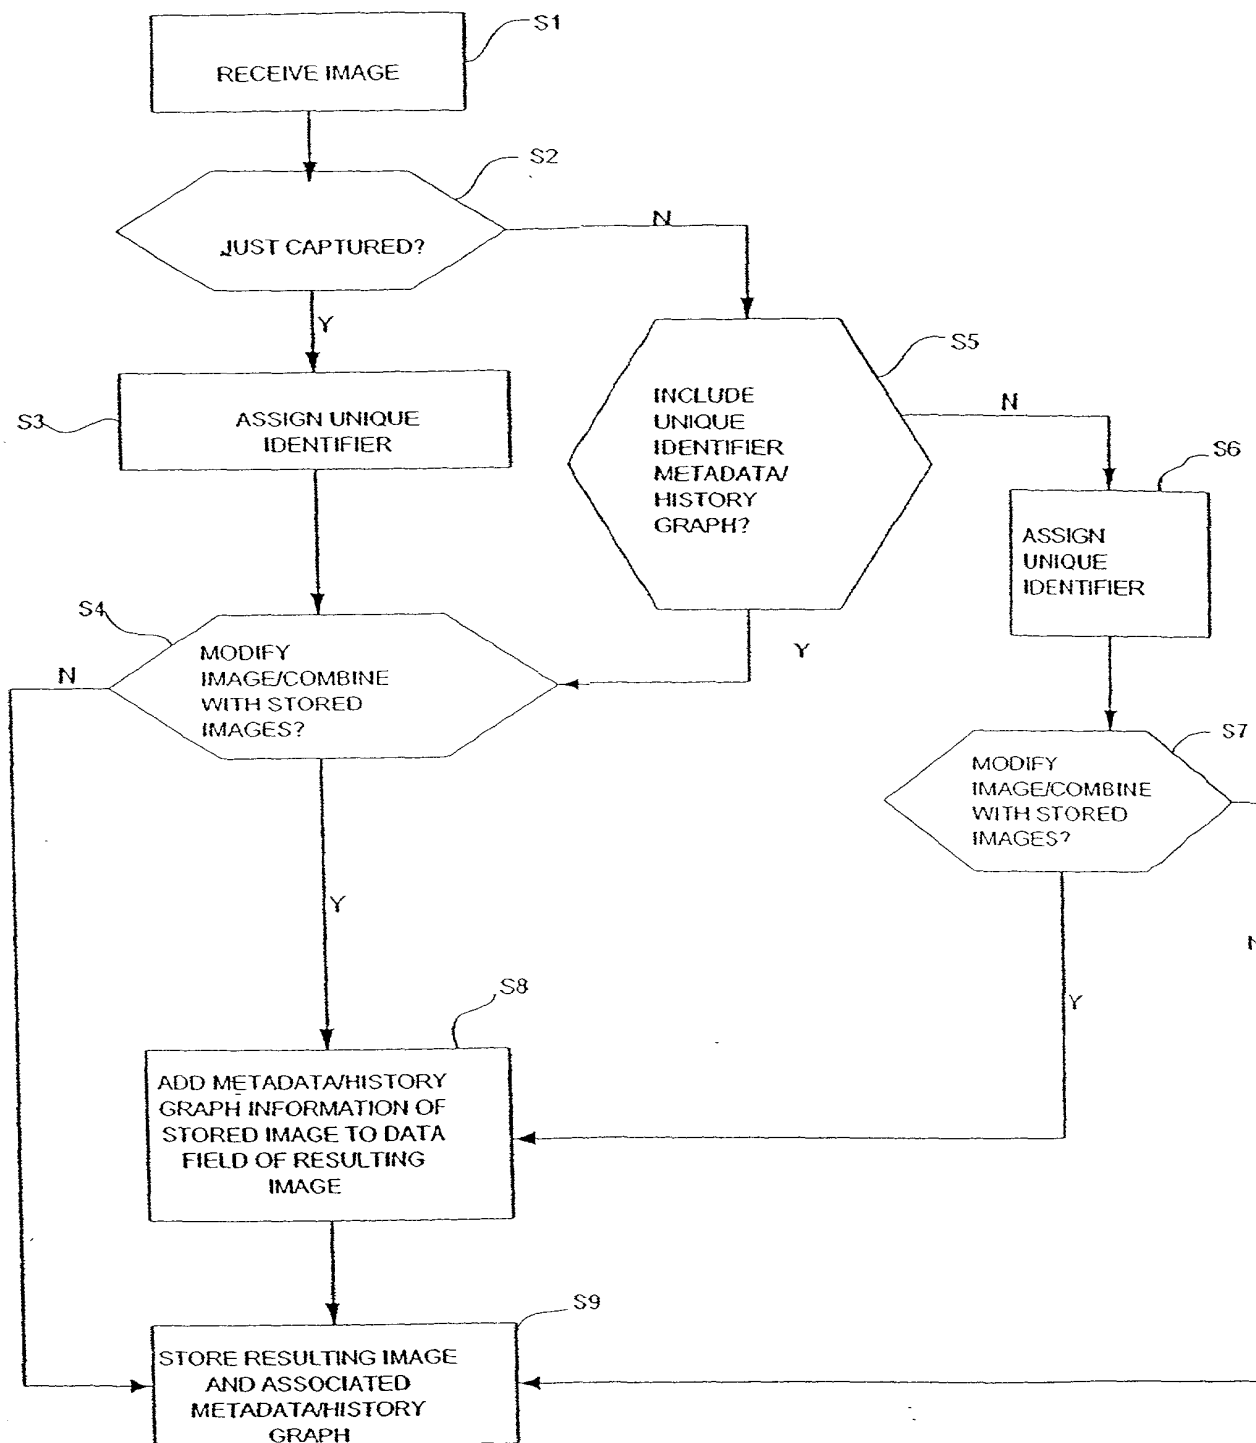 S1
RECEIVE IMAGE
S2
JUST CAPTURED?
N
Y
S3
ASSIGN UNIQUE
IDENTIFIER
S5
INCLUDE
UNIQUE
IDENTIFIER
METADATA/
HISTORY
GRAPH?
N
S6
ASSIGN
UNIQUE
IDENTIFIER
Y
S4
MODIFY
IMAGE/COMBINE
WITH STORED
IMAGES?
N
Y
S7
MODIFY
IMAGE/COMBINE
WITH STORED
IMAGES?
Y
S8
ADD METADATA/HISTORY
GRAPH INFORMATION OF
STORED IMAGE TO DATA
FIELD OF RESULTING
IMAGE
S9
STORE RESULTING IMAGE
AND ASSOCIATED
METADATA/HISTORY
GRAPH